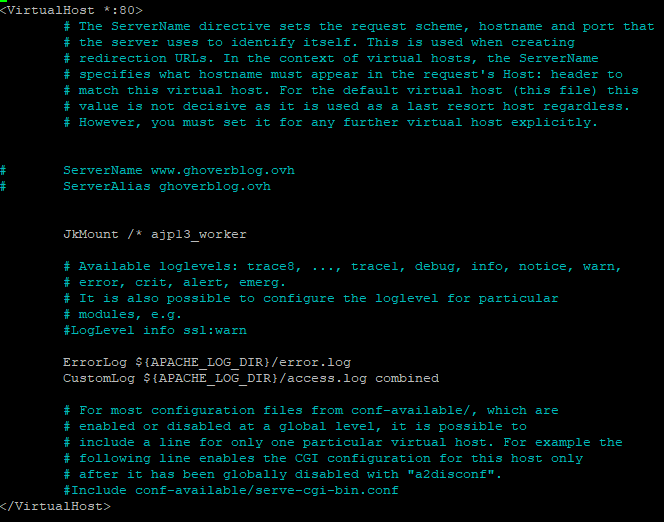 <VirtualHost *:80>
# The ServerName directive sets the request scheme, hostname and port that
# the server uses to identify itself. This is used when creating
# redirection URLs. In the context of virtual hosts, the ServerName
# specifies what hostname must appear in the request's Host: header to
# match this virtual host. For the default virtual host (this file) this
# value is not decisive as it is used as a last resort host regardless.
# However, you must set it for any further virtual host explicitly.
# ServerName www.ghoverblog.ovh
# ServerAlias ghoverblog.ovh
JkMount /* ajp13_worker
# Available loglevels: trace8, ..., trace1, debug, info, notice, warn,
# error, crit, alert, emerg.
# It is also possible to configure the loglevel for particular
# modules, e.g.
#LogLevel info ssl:warn
ErrorLog ${APACHE_LOG_DIR}/error.log
CustomLog ${APACHE_LOG_DIR}/access.log combined
# For most configuration files from conf-available/, which are
# enabled or disabled at a global level, it is possible to
# include a line for only one particular virtual host. For example the
# following line enables the CGI configuration for this host only
# after it has been globally disabled with "a2disconf".
#Include conf-available/serve-cgi-bin.conf
</VirtualHost>